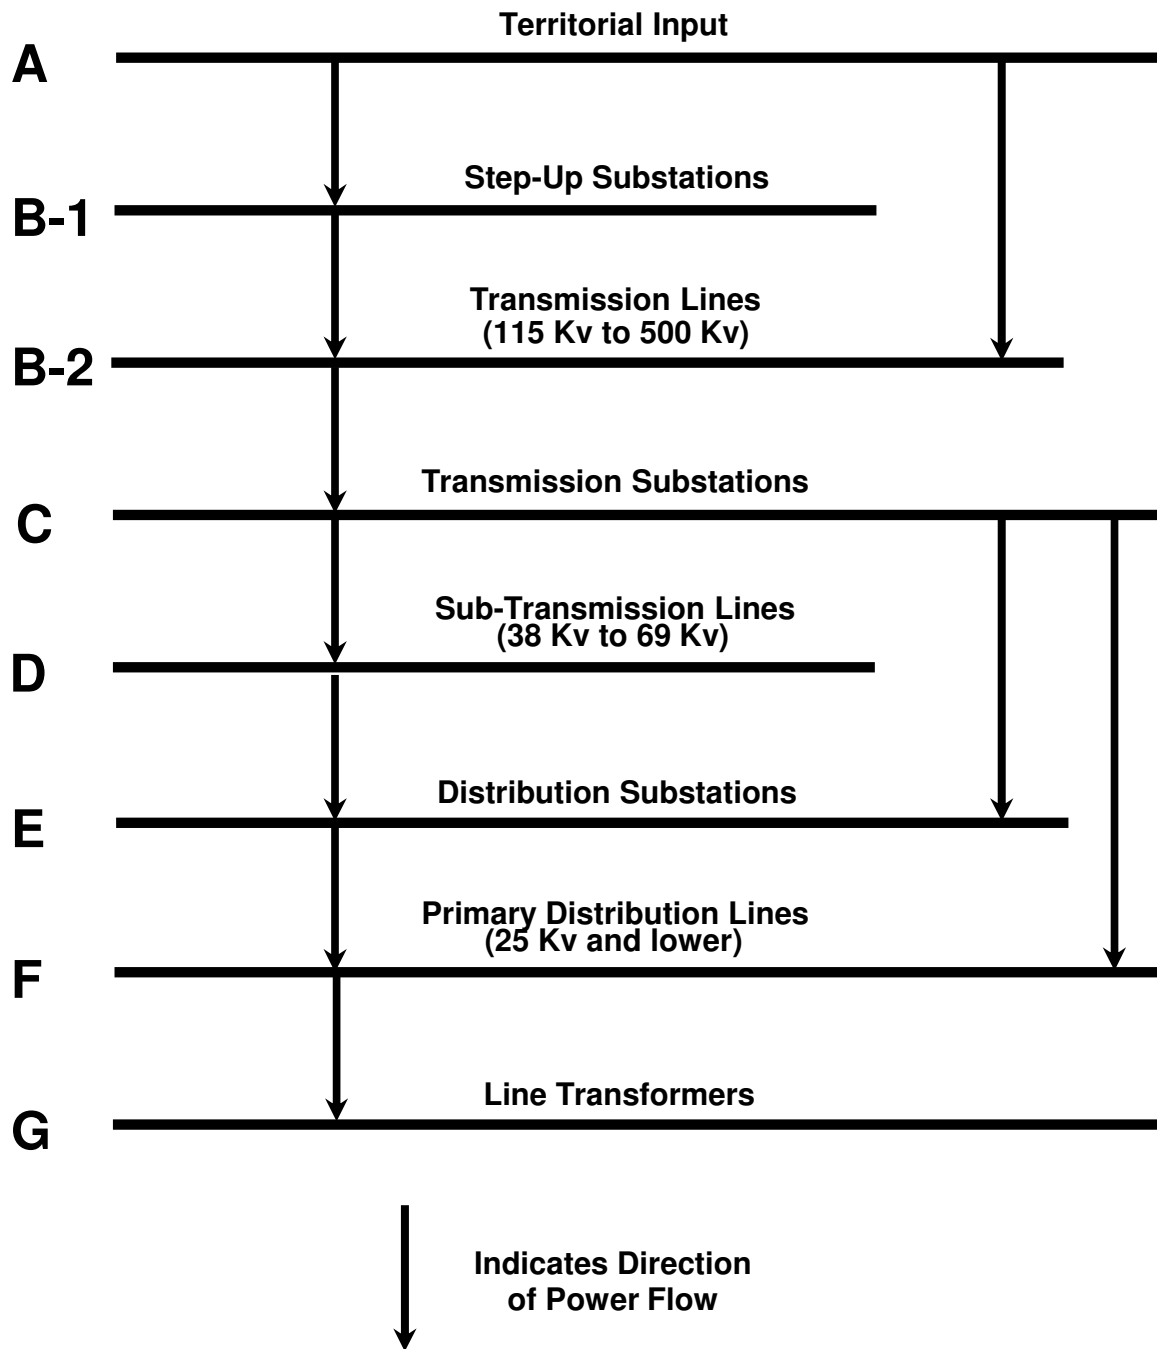 Territorial Input
A
Step-Up Substations
B-1
Transmission Lines
(115 Kv to 500 Kv)
B-2
Transmission Substations
C
Sub-Transmission Lines
(38 Kv to 69 Kv)
D
Distribution Substations
E
Primary Distribution Lines
(25 Kv and lower)
F
Line Transformers
G
Indicates Direction
of Power Flow